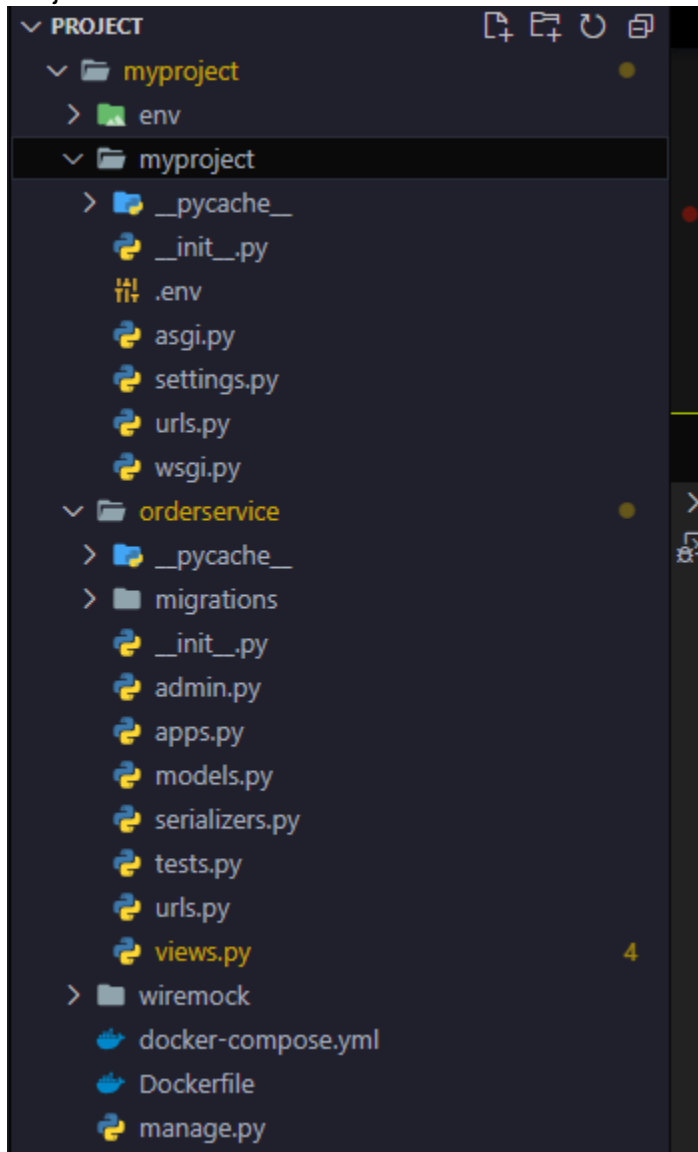 PROJECT
myproject
env
myproject
__pycache__
__init__.py
.env
asgi.py
settings.py
urls.py
wsgi.py
orderservice
__pycache__
migrations
__init__.py
admin.py
apps.py
models.py
serializers.py
tests.py
urls.py
views.py 4
wiremock
docker-compose.yml
Dockerfile
manage.py